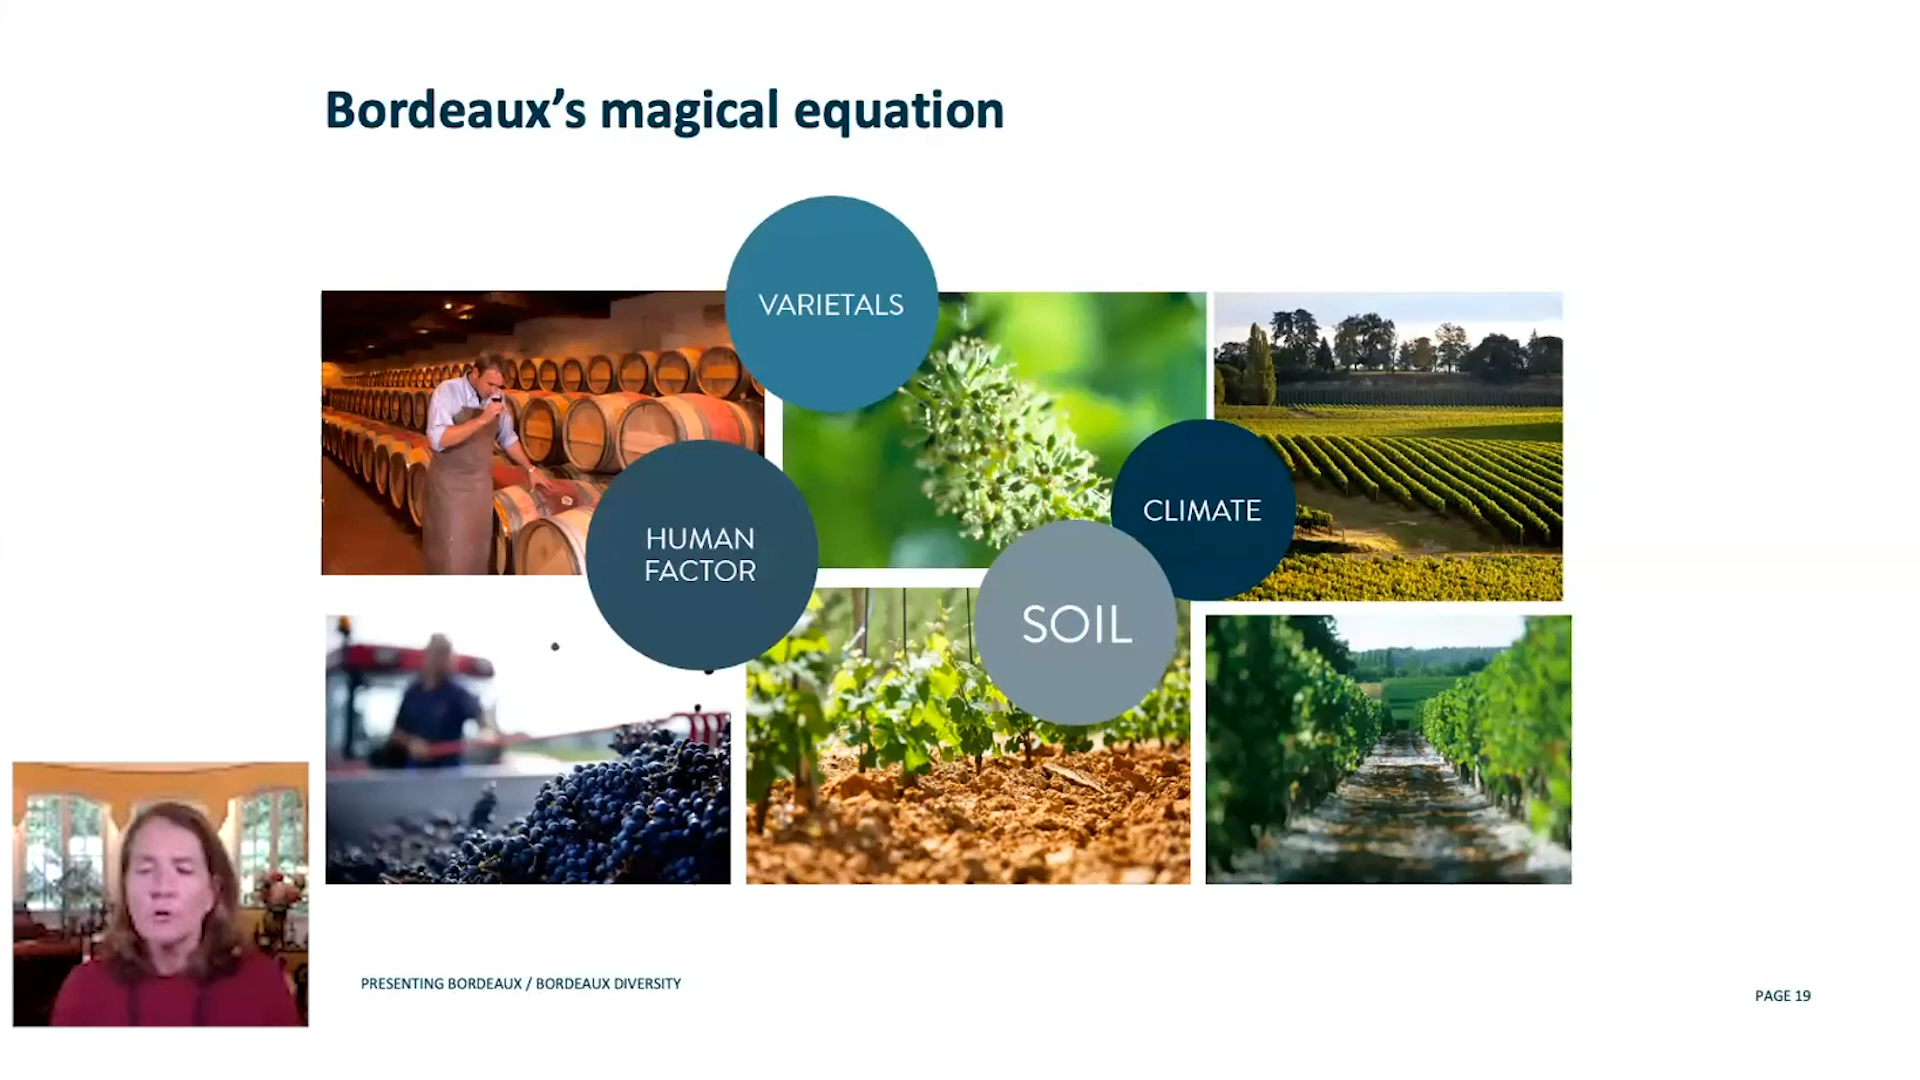 Bordeaux’s magical equation
VARIETALS
HUMAN
FACTOR
CLIMATE
SOIL
PRESENTING BORDEAUX / BORDEAUX DIVERSITY
PAGE 19